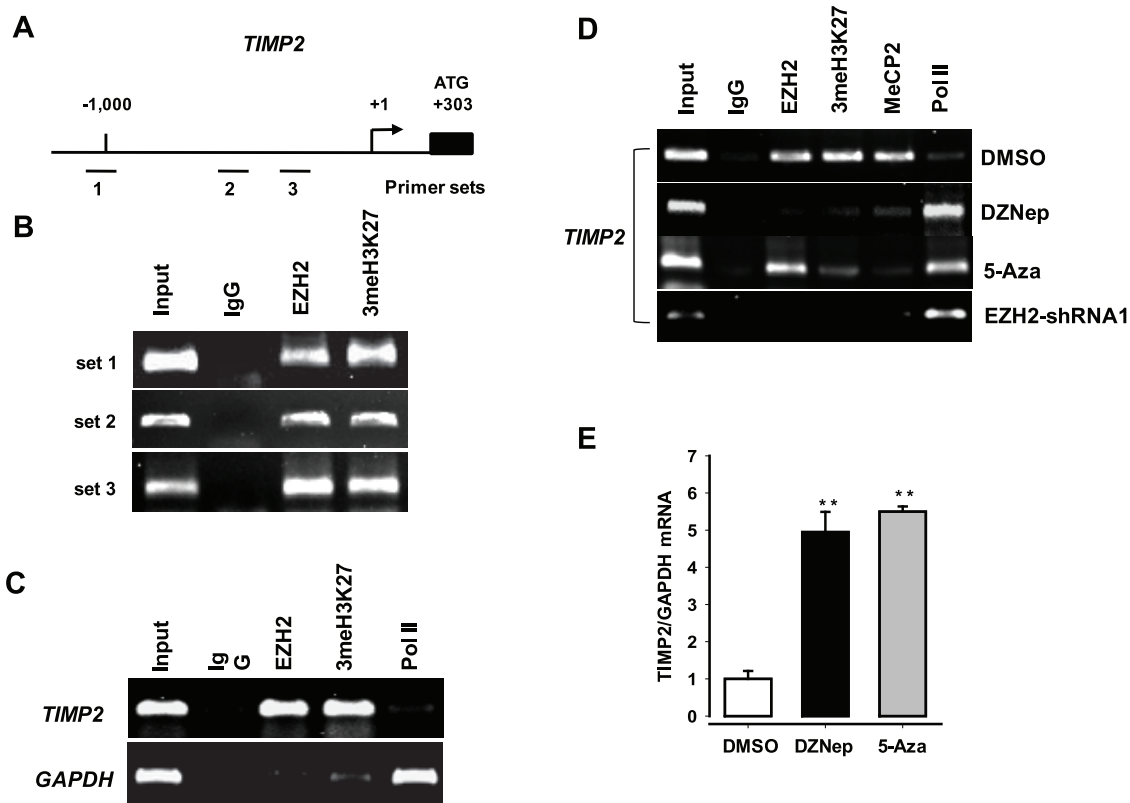 A
TIMP2
-1,000
+1
ATG
+303
1
2
3
Primer sets
B
Input
IgG
EZH2
3meH3K27
set 1
set 2
set 3
C
Input
Ig
G
EZH2
3meH3K27
Pol II
TIMP2
GAPDH
D
Input
IgG
EZH2
3meH3K27
MeCP2
Pol II
TIMP2
DMSO
DZNep
5-Aza
EZH2-shRNA1
E
TIMP2/GAPDH mRNA
7
6
5
4
3
2
1
0
**
**
DMSO
DZNep
5-Aza